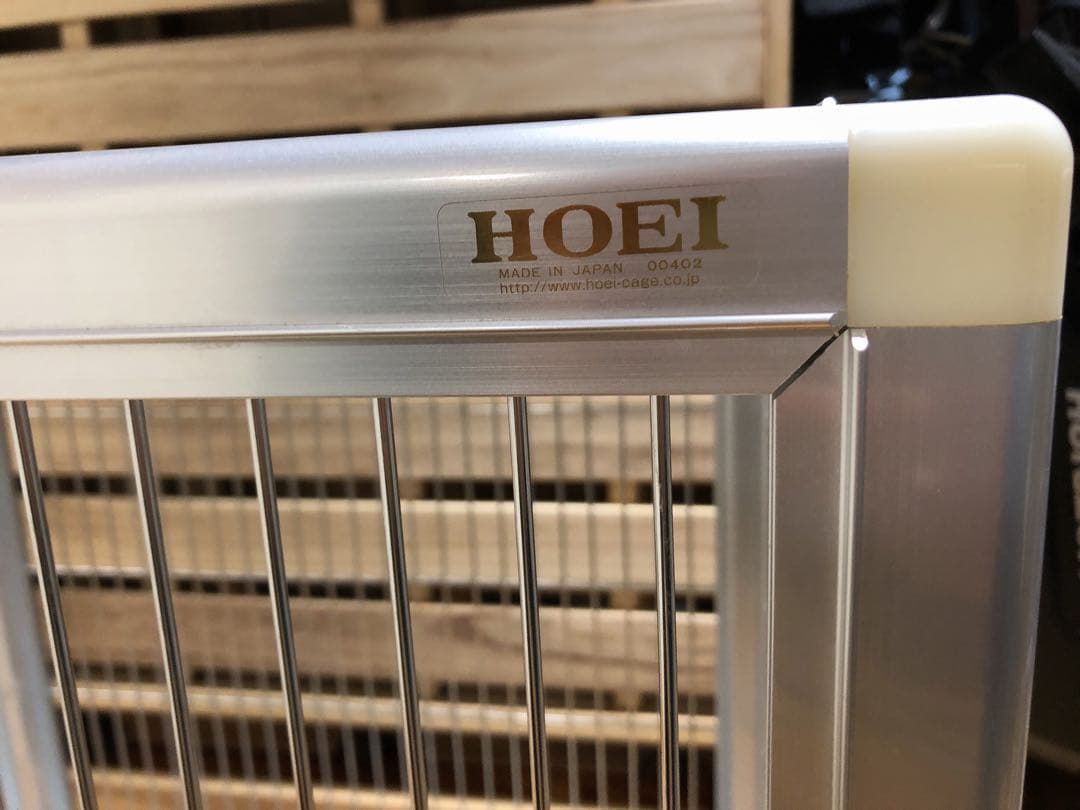 HOEI
MADE IN JAPAN 00402
http://www.hoei-cage.co.jp